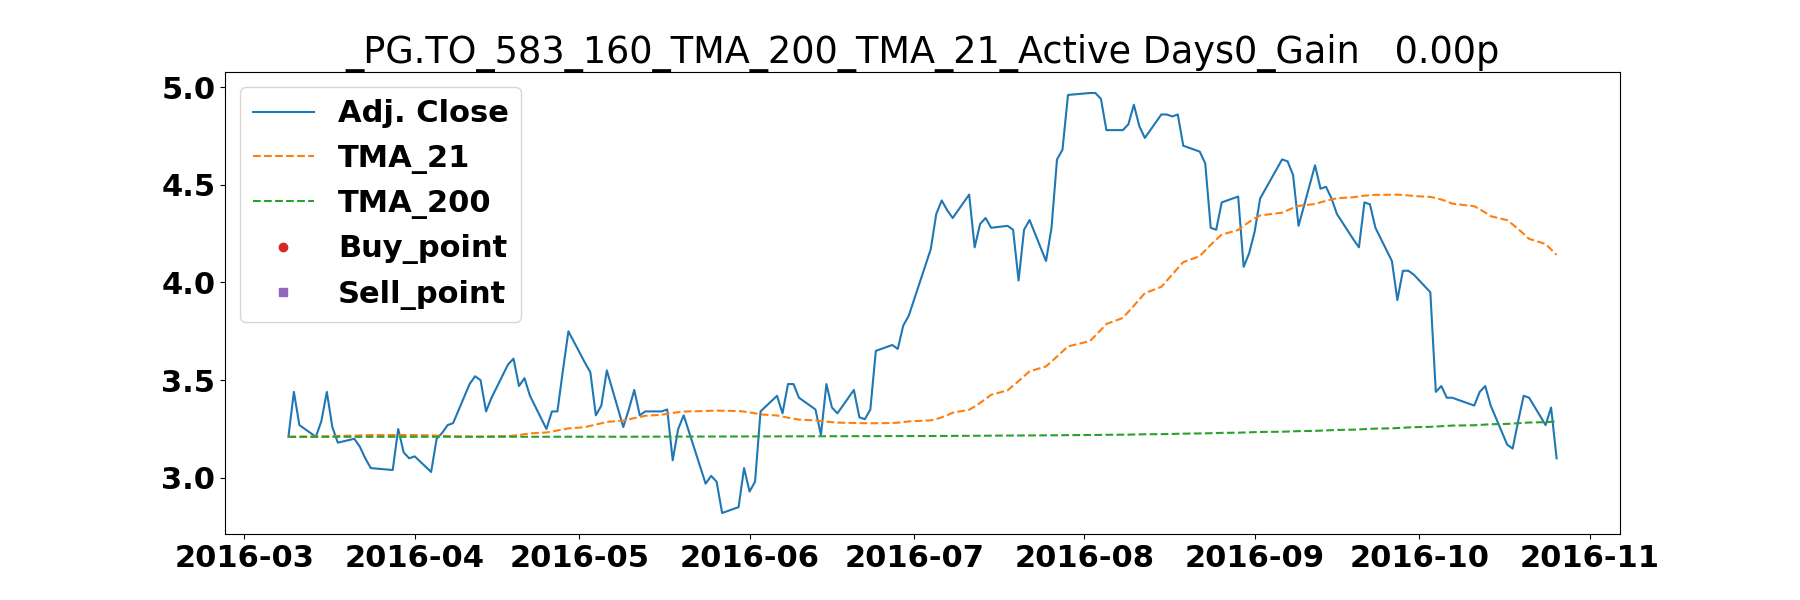 _PG.TO_583_160_TMA_200_TMA_21_Active Days0_Gain   0.00p
5.0
4.5
4.0
3.5
3.0
Adj. Close
TMA_21
TMA_200
Buy_point
Sell_point
2016-03 2016-04 2016-05 2016-06 2016-07 2016-08 2016-09 2016-10 2016-11